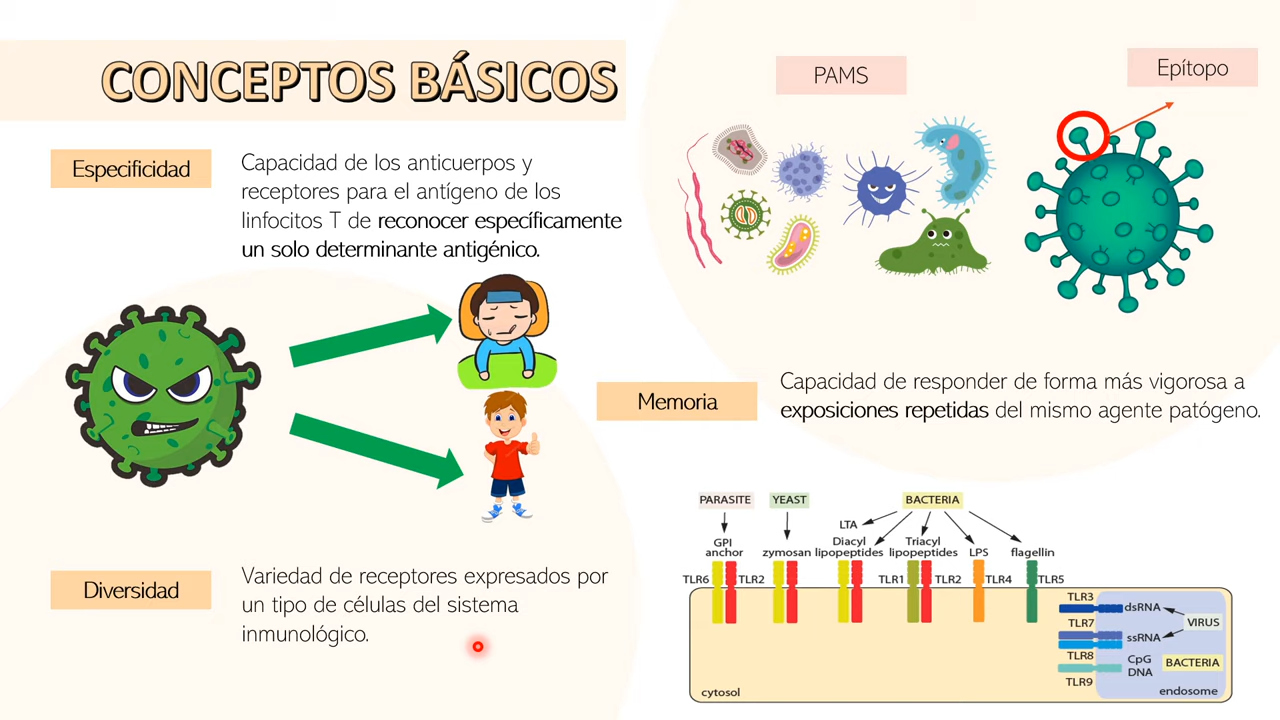 CONCEPTOS BÁSICOS
Especificidad
Capacidad de los anticuerpos y
receptores para el antígeno de los
linfocitos T de reconocer específicamente
un solo determinante antigénico.
Diversidad
Variedad de receptores expresados por
un tipo de células del sistema
inmunológico.
PAMS
Epítopo
Memoria
Capacidad de responder de forma más vigorosa a
exposiciones repetidas del mismo agente patógeno.
PARASITE
YEAST
BACTERIA
GPI
anchor
zymosan
LTA
Diacyl
lipopeptides
Triacyl
lipopeptides
LPS
flagellin
TLR6
TLR2
TLR1
TLR2
TLR4
TLR5
TLR3
dsRNA
TLR7
VIRUS
ssRNA
TLR8
CpG
DNA
BACTERIA
TLR9
endosome
cytosol